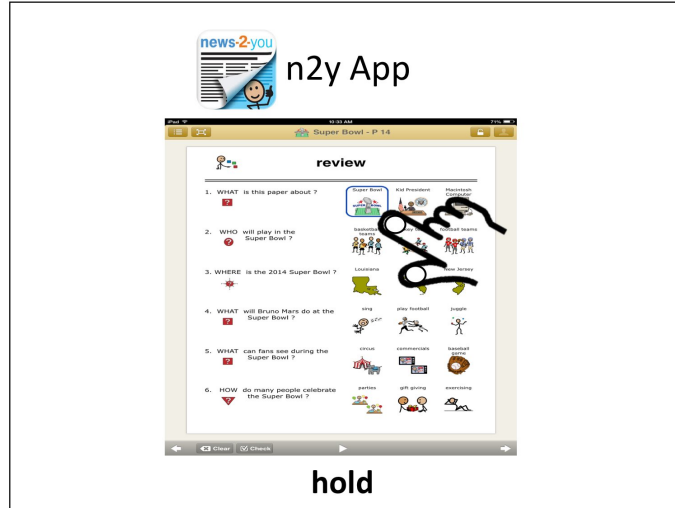 news-2-you
n2y App
iPad 10:33 AM 71%
Super Bowl - P 14
review
1. WHAT is this paper about ?
Super Bowl Kid President Macintosh
Computer
2. WHO will play in the
Super Bowl ?
basketball football teams
teams
3. WHERE is the 2014 Super Bowl ?
Louisiana New Jersey
4. WHAT will Bruno Mars do at the
Super Bowl ?
sing play football juggle
5. WHAT can fans see during the
Super Bowl ?
circus commercials baseball
game
6. HOW do many people celebrate
the Super Bowl ?
parties gift giving exercising
Clear Check
hold